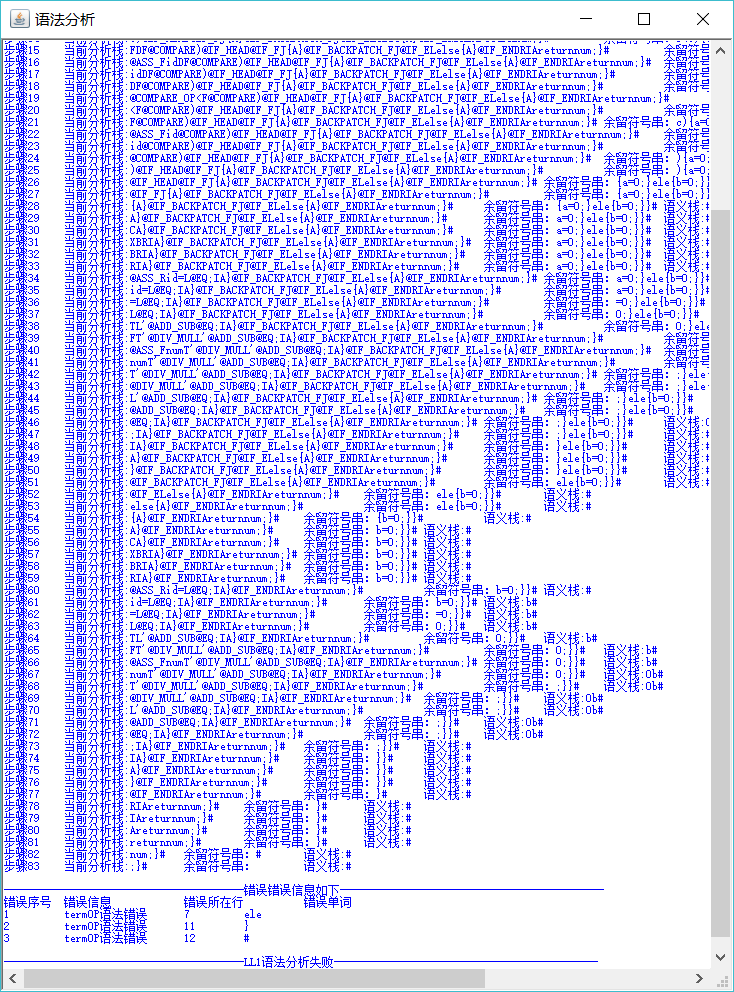 语法分析
步骤15 当前分析栈:FDF@COMPARE)@IF_HEAD@IF_FJ{A}@IF_BACKPATCH_FJ@IF_ELelse{A}@IF_ENDRIAreturnnum;}# 余留符号
步骤16 当前分析栈:@ASS_FidDF@COMPARE)@IF_HEAD@IF_FJ{A}@IF_BACKPATCH_FJ@IF_ELelse{A}@IF_ENDRIAreturnnum;}# 余留符号
步骤17 当前分析栈:idDF@COMPARE)@IF_HEAD@IF_FJ{A}@IF_BACKPATCH_FJ@IF_ELelse{A}@IF_ENDRIAreturnnum;}# 余留符号
步骤18 当前分析栈:DF@COMPARE)@IF_HEAD@IF_FJ{A}@IF_BACKPATCH_FJ@IF_ELelse{A}@IF_ENDRIAreturnnum;}# 余留符号
步骤19 当前分析栈:@COMPARE_OP<F@COMPARE)@IF_HEAD@IF_FJ{A}@IF_BACKPATCH_FJ@IF_ELelse{A}@IF_ENDRIAreturnnum;}#
步骤20 当前分析栈:<F@COMPARE)@IF_HEAD@IF_FJ{A}@IF_BACKPATCH_FJ@IF_ELelse{A}@IF_ENDRIAreturnnum;}# 余留符号
步骤21 当前分析栈:F@COMPARE)@IF_HEAD@IF_FJ{A}@IF_BACKPATCH_FJ@IF_ELelse{A}@IF_ENDRIAreturnnum;}# 余留符号串: c){a=0
步骤22 当前分析栈:@ASS_Fid@COMPARE)@IF_HEAD@IF_FJ{A}@IF_BACKPATCH_FJ@IF_ELelse{A}@IF_ENDRIAreturnnum;}# 余留符号
步骤23 当前分析栈:id@COMPARE)@IF_HEAD@IF_FJ{A}@IF_BACKPATCH_FJ@IF_ELelse{A}@IF_ENDRIAreturnnum;}# 余留符号
步骤24 当前分析栈:@COMPARE)@IF_HEAD@IF_FJ{A}@IF_BACKPATCH_FJ@IF_ELelse{A}@IF_ENDRIAreturnnum;}# 余留符号串: ){a=0;
步骤25 当前分析栈:)@IF_HEAD@IF_FJ{A}@IF_BACKPATCH_FJ@IF_ELelse{A}@IF_ENDRIAreturnnum;}# 余留符号串: ){a=0;
步骤26 当前分析栈:@IF_HEAD@IF_FJ{A}@IF_BACKPATCH_FJ@IF_ELelse{A}@IF_ENDRIAreturnnum;}# 余留符号串: {a=0;}ele{b=0;}}
步骤27 当前分析栈:@IF_FJ{A}@IF_BACKPATCH_FJ@IF_ELelse{A}@IF_ENDRIAreturnnum;}# 余留符号串: {a=0;}ele{b=0;}}
步骤28 当前分析栈:{A}@IF_BACKPATCH_FJ@IF_ELelse{A}@IF_ENDRIAreturnnum;}# 余留符号串: {a=0;}ele{b=0;}}# 语义栈:#
步骤29 当前分析栈:A}@IF_BACKPATCH_FJ@IF_ELelse{A}@IF_ENDRIAreturnnum;}# 余留符号串: a=0;}ele{b=0;}}# 语义栈:#
步骤30 当前分析栈:CA}@IF_BACKPATCH_FJ@IF_ELelse{A}@IF_ENDRIAreturnnum;}# 余留符号串: a=0;}ele{b=0;}}# 语义栈:#
步骤31 当前分析栈:XBRIA}@IF_BACKPATCH_FJ@IF_ELelse{A}@IF_ENDRIAreturnnum;}# 余留符号串: a=0;}ele{b=0;}}# 语义栈:#
步骤32 当前分析栈:BRIA}@IF_BACKPATCH_FJ@IF_ELelse{A}@IF_ENDRIAreturnnum;}# 余留符号串: a=0;}ele{b=0;}}# 语义栈:#
步骤33 当前分析栈:RIA}@IF_BACKPATCH_FJ@IF_ELelse{A}@IF_ENDRIAreturnnum;}# 余留符号串: a=0;}ele{b=0;}}# 语义栈:#
步骤34 当前分析栈:@ASS_Rid=L@EQ;IA}@IF_BACKPATCH_FJ@IF_ELelse{A}@IF_ENDRIAreturnnum;}# 余留符号串: a=0;}ele{b=0;}}#
步骤35 当前分析栈:id=L@EQ;IA}@IF_BACKPATCH_FJ@IF_ELelse{A}@IF_ENDRIAreturnnum;}# 余留符号串: a=0;}ele{b=0;}}#
步骤36 当前分析栈:=L@EQ;IA}@IF_BACKPATCH_FJ@IF_ELelse{A}@IF_ENDRIAreturnnum;}# 余留符号串: =0;}ele{b=0;}}#
步骤37 当前分析栈:L@EQ;IA}@IF_BACKPATCH_FJ@IF_ELelse{A}@IF_ENDRIAreturnnum;}# 余留符号串: 0;}ele{b=0;}}#
步骤38 当前分析栈:TL'@ADD_SUB@EQ;IA}@IF_BACKPATCH_FJ@IF_ELelse{A}@IF_ENDRIAreturnnum;}# 余留符号串: 0;}ele
步骤39 当前分析栈:FT'@DIV_MULL'@ADD_SUB@EQ;IA}@IF_BACKPATCH_FJ@IF_ELelse{A}@IF_ENDRIAreturnnum;}# 余留符号
步骤40 当前分析栈:@ASS_FnumT'@DIV_MULL'@ADD_SUB@EQ;IA}@IF_BACKPATCH_FJ@IF_ELelse{A}@IF_ENDRIAreturnnum;}# 余留符号
步骤41 当前分析栈:numT'@DIV_MULL'@ADD_SUB@EQ;IA}@IF_BACKPATCH_FJ@IF_ELelse{A}@IF_ENDRIAreturnnum;}# 余留符号
步骤42 当前分析栈:T'@DIV_MULL'@ADD_SUB@EQ;IA}@IF_BACKPATCH_FJ@IF_ELelse{A}@IF_ENDRIAreturnnum;}# 余留符号串: ;}ele
步骤43 当前分析栈:@DIV_MULL'@ADD_SUB@EQ;IA}@IF_BACKPATCH_FJ@IF_ELelse{A}@IF_ENDRIAreturnnum;}# 余留符号串: ;}ele
步骤44 当前分析栈:L'@ADD_SUB@EQ;IA}@IF_BACKPATCH_FJ@IF_ELelse{A}@IF_ENDRIAreturnnum;}# 余留符号串: ;}ele{b=0;}}#
步骤45 当前分析栈:@ADD_SUB@EQ;IA}@IF_BACKPATCH_FJ@IF_ELelse{A}@IF_ENDRIAreturnnum;}# 余留符号串: ;}ele{b=0;}}#
步骤46 当前分析栈:@EQ;IA}@IF_BACKPATCH_FJ@IF_ELelse{A}@IF_ENDRIAreturnnum;}# 余留符号串: ;}ele{b=0;}}# 语义栈:0
步骤47 当前分析栈:;IA}@IF_BACKPATCH_FJ@IF_ELelse{A}@IF_ENDRIAreturnnum;}# 余留符号串: ;}ele{b=0;}}# 语义栈:#
步骤48 当前分析栈:IA}@IF_BACKPATCH_FJ@IF_ELelse{A}@IF_ENDRIAreturnnum;}# 余留符号串: }ele{b=0;}}# 语义栈:#
步骤49 当前分析栈:A}@IF_BACKPATCH_FJ@IF_ELelse{A}@IF_ENDRIAreturnnum;}# 余留符号串: }ele{b=0;}}# 语义栈:#
步骤50 当前分析栈:}@IF_BACKPATCH_FJ@IF_ELelse{A}@IF_ENDRIAreturnnum;}# 余留符号串: }ele{b=0;}}# 语义栈:#
步骤51 当前分析栈:@IF_BACKPATCH_FJ@IF_ELelse{A}@IF_ENDRIAreturnnum;}# 余留符号串: ele{b=0;}}# 语义栈:#
步骤52 当前分析栈:@IF_ELelse{A}@IF_ENDRIAreturnnum;}# 余留符号串: ele{b=0;}}# 语义栈:#
步骤53 当前分析栈:else{A}@IF_ENDRIAreturnnum;}# 余留符号串: ele{b=0;}}# 语义栈:#
步骤54 当前分析栈:{A}@IF_ENDRIAreturnnum;}# 余留符号串: {b=0;}}# 语义栈:#
步骤55 当前分析栈:A}@IF_ENDRIAreturnnum;}# 余留符号串: b=0;}}# 语义栈:#
步骤56 当前分析栈:CA}@IF_ENDRIAreturnnum;}# 余留符号串: b=0;}}# 语义栈:#
步骤57 当前分析栈:XBRIA}@IF_ENDRIAreturnnum;}# 余留符号串: b=0;}}# 语义栈:#
步骤58 当前分析栈:BRIA}@IF_ENDRIAreturnnum;}# 余留符号串: b=0;}}# 语义栈:#
步骤59 当前分析栈:RIA}@IF_ENDRIAreturnnum;}# 余留符号串: b=0;}}# 语义栈:#
步骤60 当前分析栈:@ASS_Rid=L@EQ;IA}@IF_ENDRIAreturnnum;}# 余留符号串: b=0;}}# 语义栈:#
步骤61 当前分析栈:id=L@EQ;IA}@IF_ENDRIAreturnnum;}# 余留符号串: b=0;}}# 语义栈:b#
步骤62 当前分析栈:=L@EQ;IA}@IF_ENDRIAreturnnum;}# 余留符号串: =0;}}# 语义栈:b#
步骤63 当前分析栈:L@EQ;IA}@IF_ENDRIAreturnnum;}# 余留符号串: 0;}}# 语义栈:b#
步骤64 当前分析栈:TL'@ADD_SUB@EQ;IA}@IF_ENDRIAreturnnum;}# 余留符号串: 0;}}# 语义栈:b#
步骤65 当前分析栈:FT'@DIV_MULL'@ADD_SUB@EQ;IA}@IF_ENDRIAreturnnum;}# 余留符号串: 0;}}# 语义栈:b#
步骤66 当前分析栈:@ASS_FnumT'@DIV_MULL'@ADD_SUB@EQ;IA}@IF_ENDRIAreturnnum;}# 余留符号串: 0;}}# 语义栈:b#
步骤67 当前分析栈:numT'@DIV_MULL'@ADD_SUB@EQ;IA}@IF_ENDRIAreturnnum;}# 余留符号串: 0;}}# 语义栈:0b#
步骤68 当前分析栈:T'@DIV_MULL'@ADD_SUB@EQ;IA}@IF_ENDRIAreturnnum;}# 余留符号串: ;}}# 语义栈:0b#
步骤69 当前分析栈:@DIV_MULL'@ADD_SUB@EQ;IA}@IF_ENDRIAreturnnum;}# 余留符号串: ;}}# 语义栈:0b#
步骤70 当前分析栈:L'@ADD_SUB@EQ;IA}@IF_ENDRIAreturnnum;}# 余留符号串: ;}}# 语义栈:0b#
步骤71 当前分析栈:@ADD_SUB@EQ;IA}@IF_ENDRIAreturnnum;}# 余留符号串: ;}}# 语义栈:0b#
步骤72 当前分析栈:@EQ;IA}@IF_ENDRIAreturnnum;}# 余留符号串: ;}}# 语义栈:0b#
步骤73 当前分析栈:;IA}@IF_ENDRIAreturnnum;}# 余留符号串: ;}}# 语义栈:#
步骤74 当前分析栈:IA}@IF_ENDRIAreturnnum;}# 余留符号串: }}# 语义栈:#
步骤75 当前分析栈:A}@IF_ENDRIAreturnnum;}# 余留符号串: }}# 语义栈:#
步骤76 当前分析栈:}@IF_ENDRIAreturnnum;}# 余留符号串: }}# 语义栈:#
步骤77 当前分析栈:@IF_ENDRIAreturnnum;}# 余留符号串: }# 语义栈:#
步骤78 当前分析栈:RIAreturnnum;}# 余留符号串: }# 语义栈:#
步骤79 当前分析栈:IAreturnnum;}# 余留符号串: }# 语义栈:#
步骤80 当前分析栈:Areturnnum;}# 余留符号串: }# 语义栈:#
步骤81 当前分析栈:returnnum;}# 余留符号串: }# 语义栈:#
步骤82 当前分析栈:num;}# 余留符号串: # 语义栈:#
步骤83 当前分析栈:;}# 余留符号串: 语义栈:#
错误错误信息如下
错误序号 错误信息 错误所在行 错误单词
1 termOP语法错误 7 ele
2 termOP语法错误 11 }
3 termOP语法错误 12 #
LL1语法分析失败